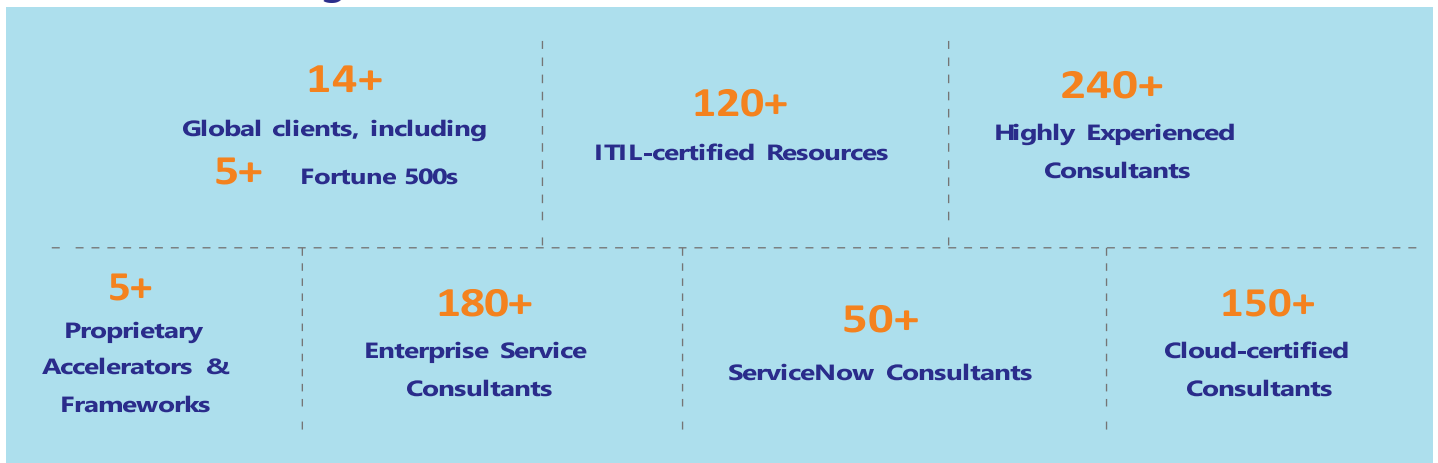 14+
Global clients, including
5+ Fortune 500s
120+
ITIL-certified Resources
240+
Highly Experienced
Consultants
5+
Proprietary
Accelerators &
Frameworks
180+
Enterprise Service
Consultants
50+
ServiceNow Consultants
150+
Cloud-certified
Consultants